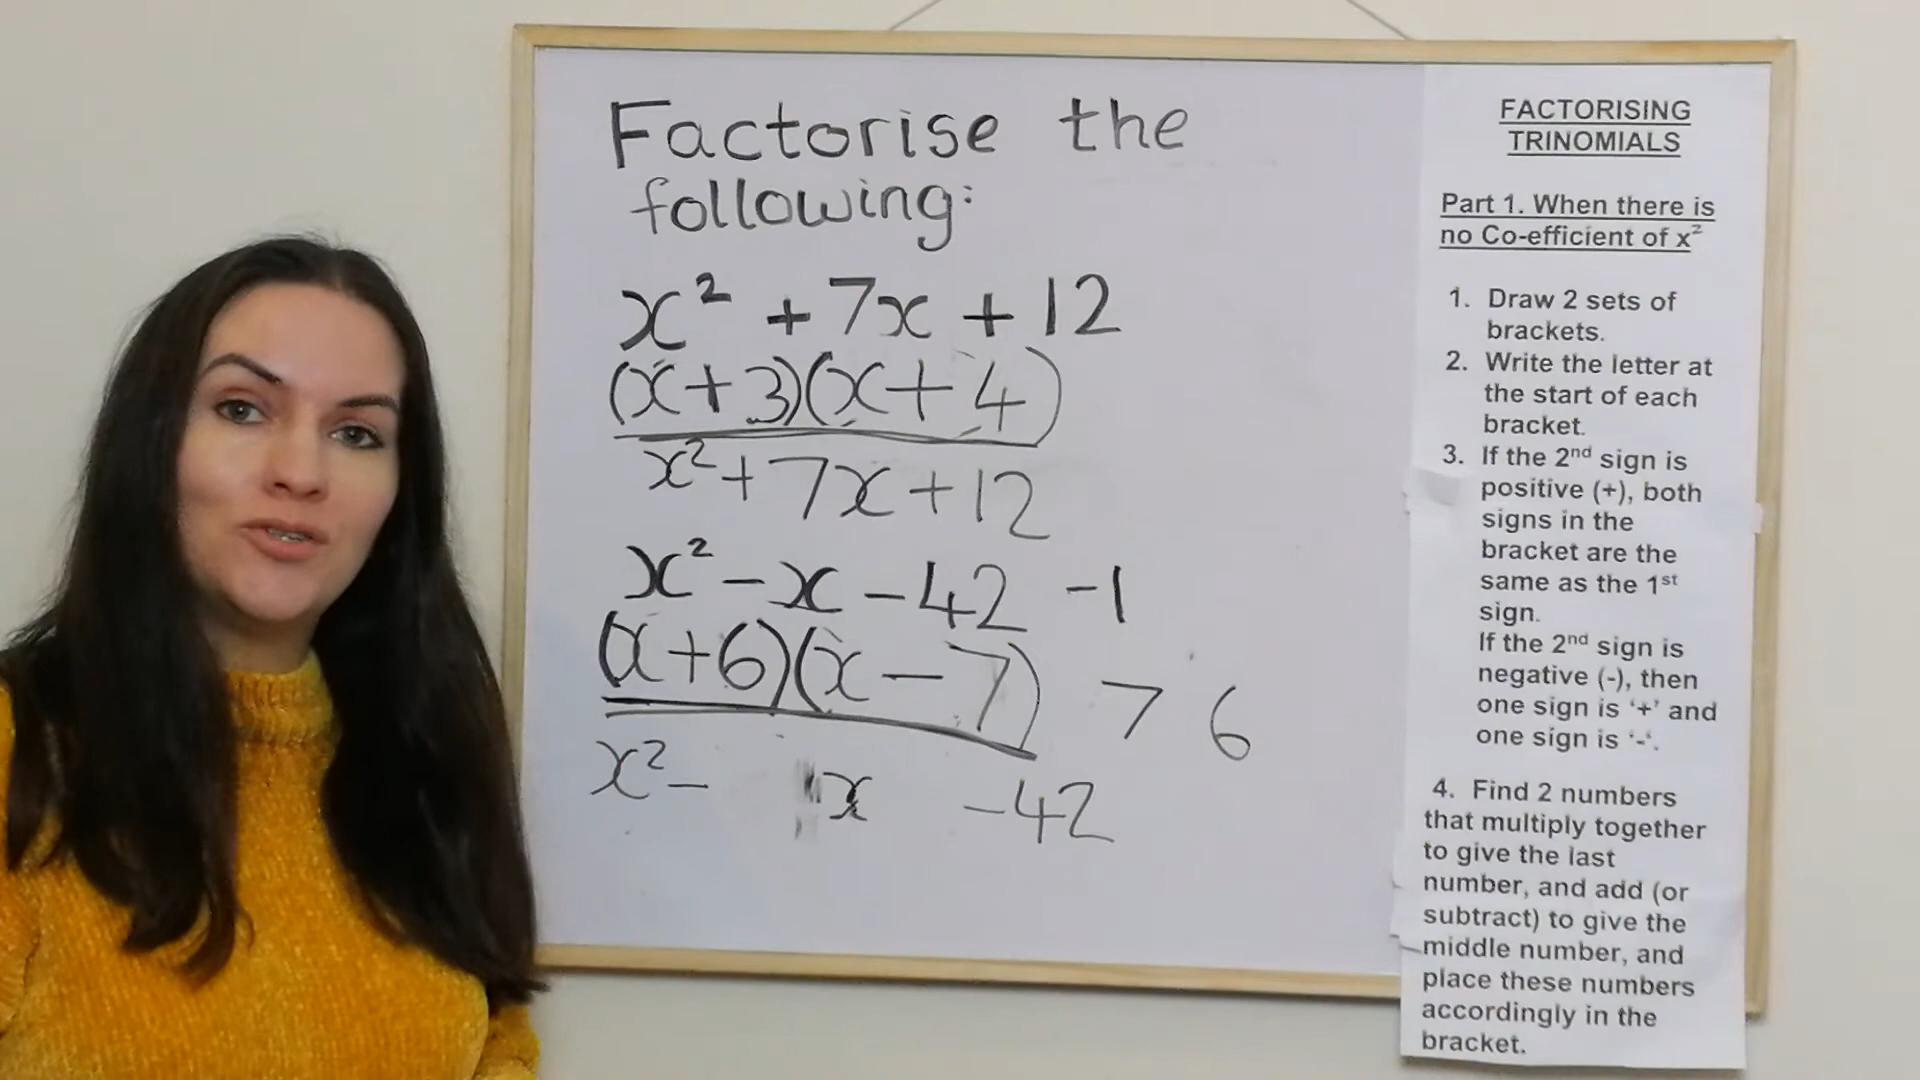 Factorise the
following:
x² + 7x + 12
(x+3)(x+4)
x² + 7x + 12
x² - x - 42 -1
(x+6)(x-7) 7 6
x² - x - 42
FACTORISING
TRINOMIALS
Part 1. When there is
no Co-efficient of x²
1. Draw 2 sets of
brackets.
2. Write the letter at
the start of each
bracket.
3. If the 2nd sign is
positive (+), both
signs in the
bracket are the
same as the 1st
sign.
If the 2nd sign is
negative (-), then
one sign is '+' and
one sign is '-'.
4. Find 2 numbers
that multiply together
to give the last
number, and add (or
subtract) to give the
middle number, and
place these numbers
accordingly in the
bracket.